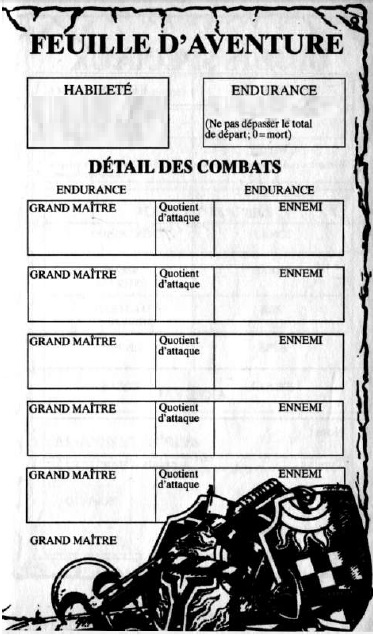 FEUILLE D'AVENTURE
HABILETÉ
ENDURANCE
(Ne pas dépasser le total
de départ; 0 = mort)
DÉTAIL DES COMBATS
ENDURANCE ENDURANCE
GRAND MAÎTRE Quotient ENNEMI
d'attaque
GRAND MAÎTRE Quotient ENNEMI
d'attaque
GRAND MAÎTRE Quotient ENNEMI
d'attaque
GRAND MAÎTRE Quotient ENNEMI
d'attaque
GRAND MAÎTRE Quotient ENNEMI
d'attaque
GRAND MAÎTRE